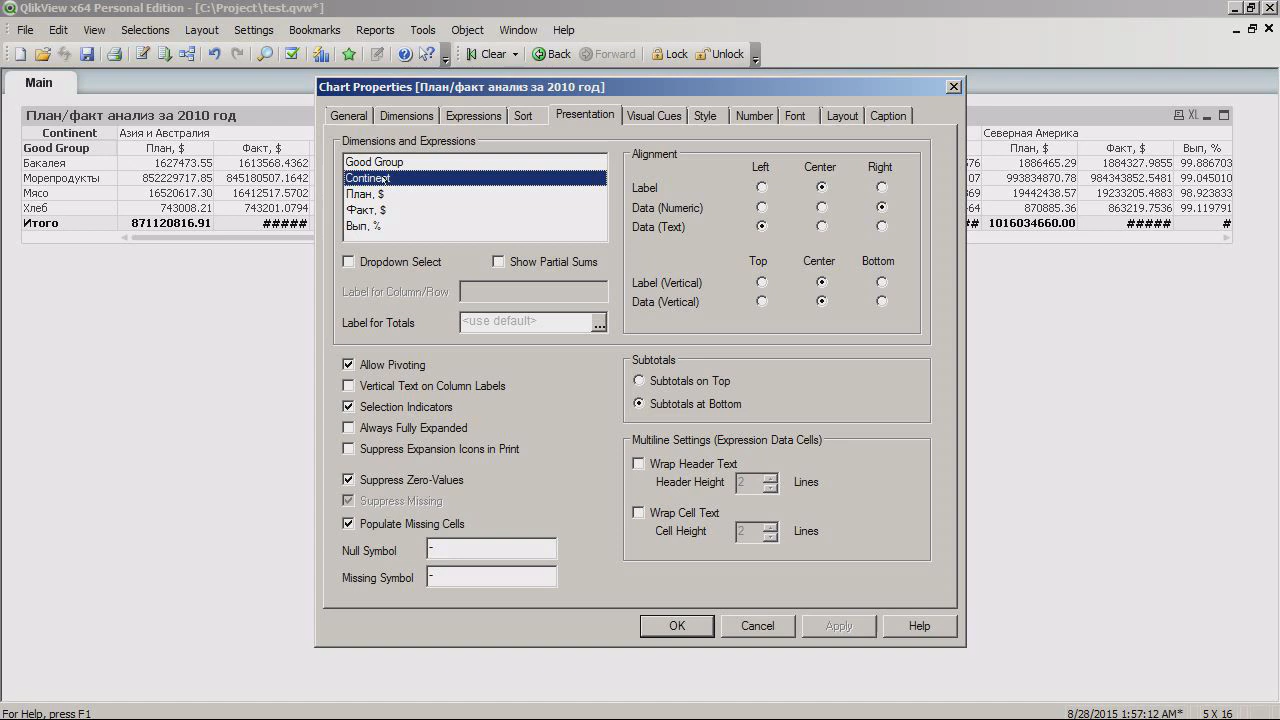 QlikView x64 Personal Edition - [C:\Project\test.qvw*]
File Edit View Selections Layout Settings Bookmarks Reports Tools Object Window Help
Clear Back Forward Lock Unlock
Main
План/факт анализ за 2010 год XL
Continent Азия и Австралия Северная Америка
Good Group План, $ Факт, $ План, $ Факт, $ Вып, %
Бакалея 1627473.55 1613568.4362 1886465.29 1884327.9855 99.886703
Морепродукты 852229717.85 845180507.1642 984343852.5481 99.045010
Мясо 16520617.30 16412517.5702 19442438.57 19233205.4853 98.923833
Хлеб 743008.21 743201.0794 870885.36 863219.7536 99.119791
Итого 871120816.91 ##### 1016034660.00 ##### ##
Chart Properties [План/факт анализ за 2010 год]
General Dimensions Expressions Sort Presentation Visual Cues Style Number Font Layout Caption
Dimensions and Expressions
Good Group
Continent
План, $
Факт, $
Вып, %
Dropdown Select Show Partial Sums
Label for Column/Row
Label for Totals <use default> ...
Alignment
Left Center Right
Label
Data (Numeric)
Data (Text)
Top Center Bottom
Label (Vertical)
Data (Vertical)
Allow Pivoting
Vertical Text on Column Labels
Selection Indicators
Always Fully Expanded
Suppress Expansion Icons in Print
Suppress Zero-Values
Suppress Missing
Populate Missing Cells
Null Symbol -
Missing Symbol -
Subtotals
Subtotals on Top
Subtotals at Bottom
Multiline Settings (Expression Data Cells)
Wrap Header Text
Header Height 2 Lines
Wrap Cell Text
Cell Height 2 Lines
OK Cancel Apply Help
For Help, press F1 8/28/2015 1:57:12 AM* 5 X 16